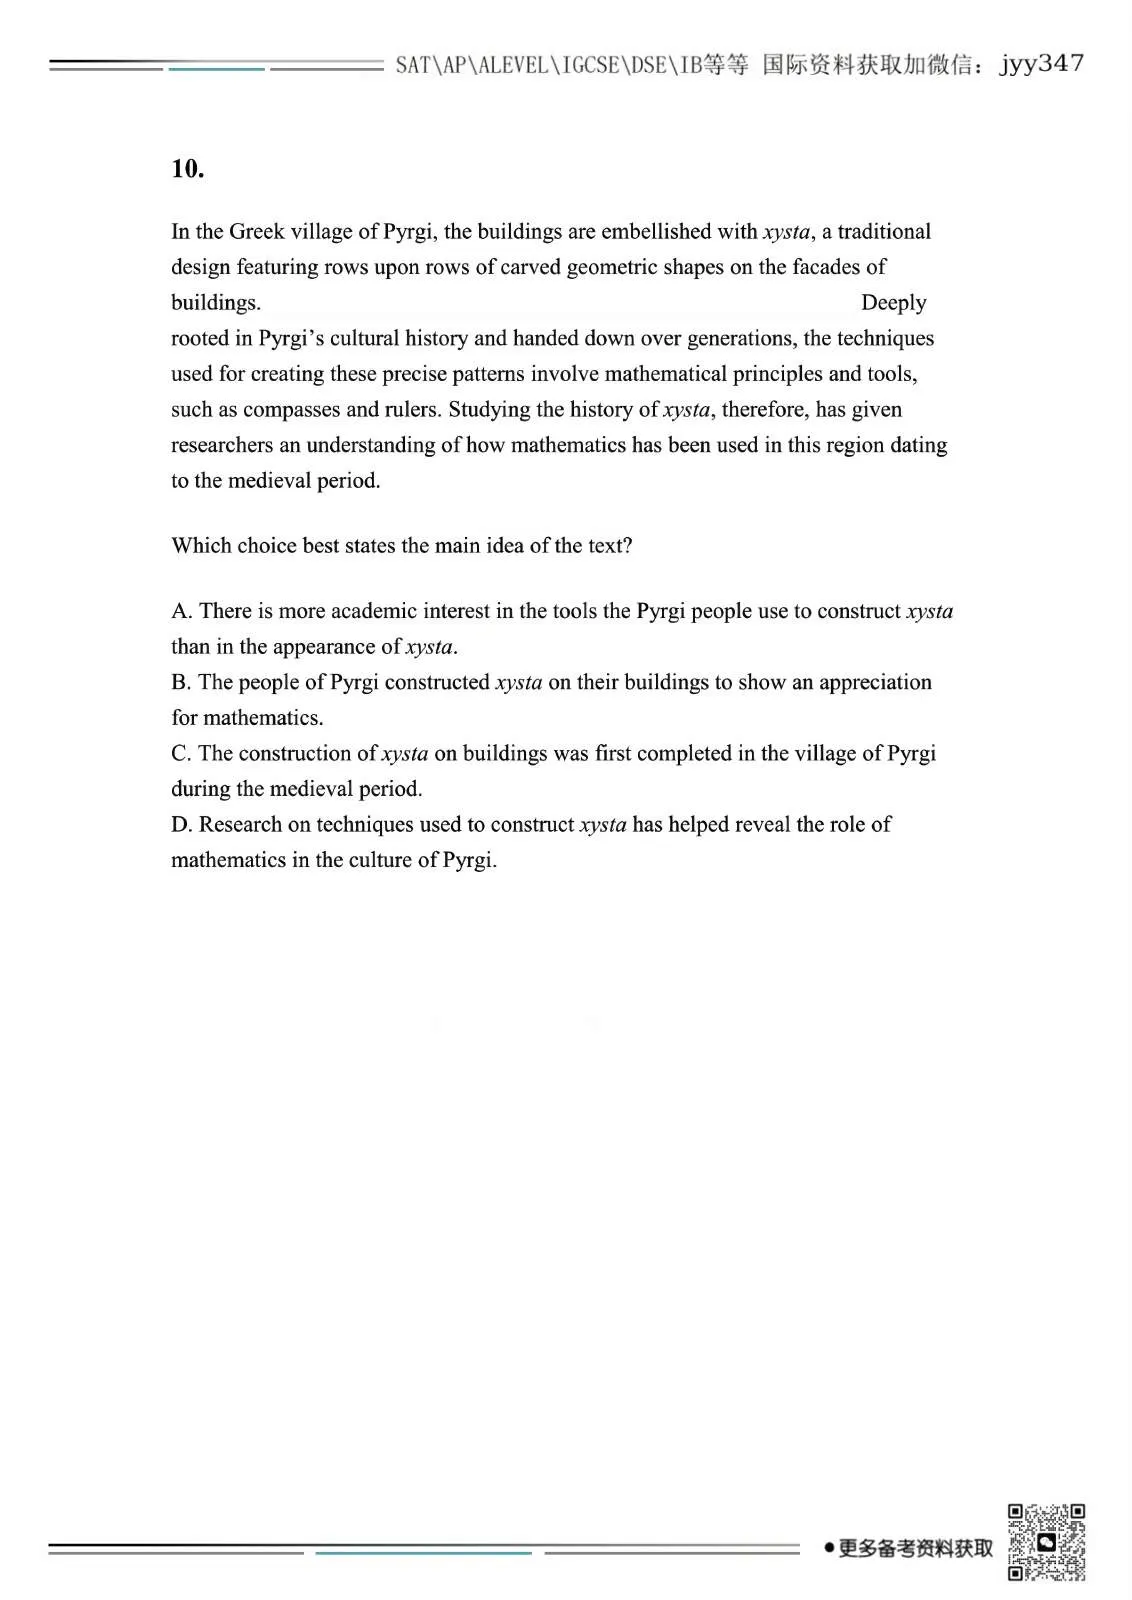 SAT\AP\ALEVEL\IGCSE\DSE\IB等等 国际资料获取加微信：jyy347
10.
In the Greek village of Pyrgi, the buildings are embellished with xysta, a traditional
design featuring rows upon rows of carved geometric shapes on the facades of
buildings. Deeply
rooted in Pyrgi’s cultural history and handed down over generations, the techniques
used for creating these precise patterns involve mathematical principles and tools,
such as compasses and rulers. Studying the history of xysta, therefore, has given
researchers an understanding of how mathematics has been used in this region dating
to the medieval period.
Which choice best states the main idea of the text?
A. There is more academic interest in the tools the Pyrgi people use to construct xysta
than in the appearance of xysta.
B. The people of Pyrgi constructed xysta on their buildings to show an appreciation
for mathematics.
C. The construction of xysta on buildings was first completed in the village of Pyrgi
during the medieval period.
D. Research on techniques used to construct xysta has helped reveal the role of
mathematics in the culture of Pyrgi.
●更多备考资料获取